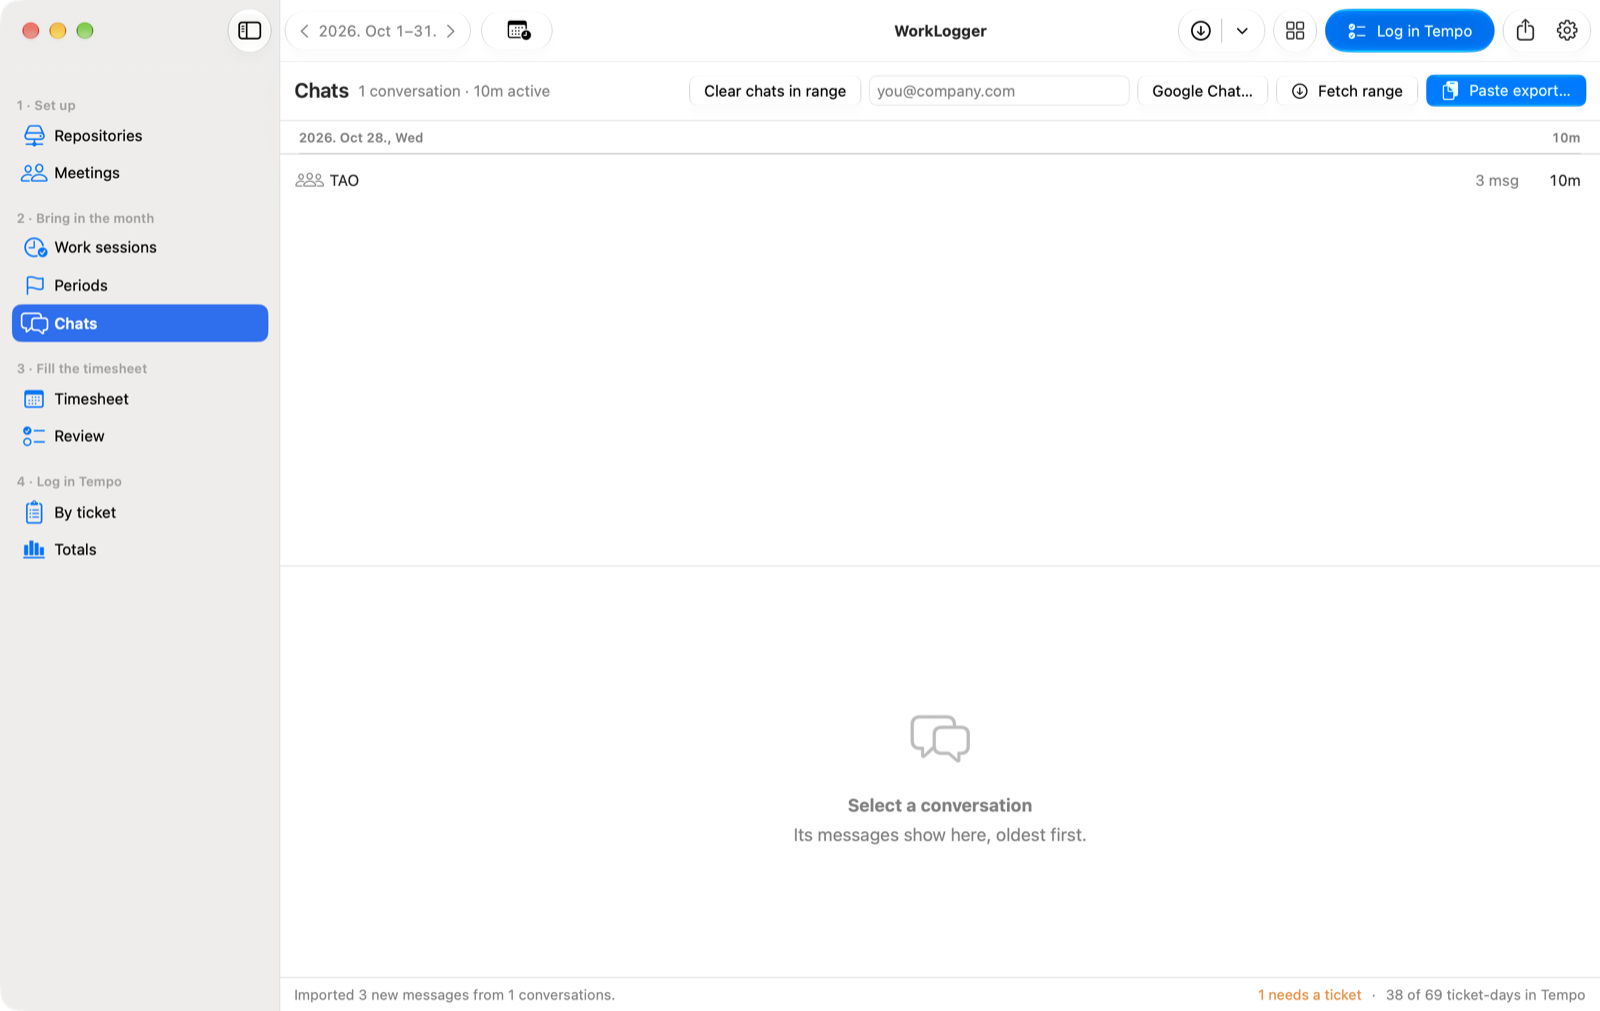 2026. Oct 1–31.
WorkLogger
Log in Tempo
Chats 1 conversation · 10m active
Clear chats in range
you@company.com
Google Chat...
Fetch range
Paste export...
1 · Set up
Repositories
Meetings
2 · Bring in the month
Work sessions
Periods
Chats
3 · Fill the timesheet
Timesheet
Review
4 · Log in Tempo
By ticket
Totals
2026. Oct 28., Wed 10m
TAO 3 msg 10m
Select a conversation
Its messages show here, oldest first.
Imported 3 new messages from 1 conversations.
1 needs a ticket · 38 of 69 ticket-days in Tempo